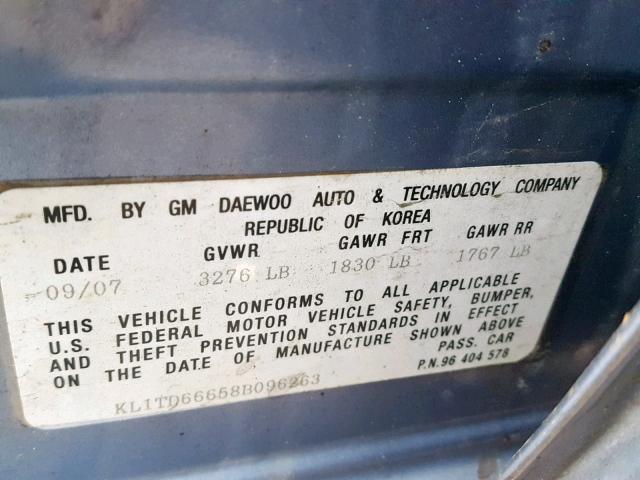 MFD. BY GM DAEWOO AUTO & TECHNOLOGY COMPANY
REPUBLIC OF KOREA
DATE GVWR GAWR FRT GAWR RR
09/07 3276 LB 1830 LB 1767 LB
THIS VEHICLE CONFORMS TO ALL APPLICABLE
U.S. FEDERAL MOTOR VEHICLE SAFETY, BUMPER,
AND THEFT PREVENTION STANDARDS IN EFFECT
ON THE DATE OF MANUFACTURE SHOWN ABOVE
PASS. CAR
P.N. 96 404 578
KL1TD66658B096263